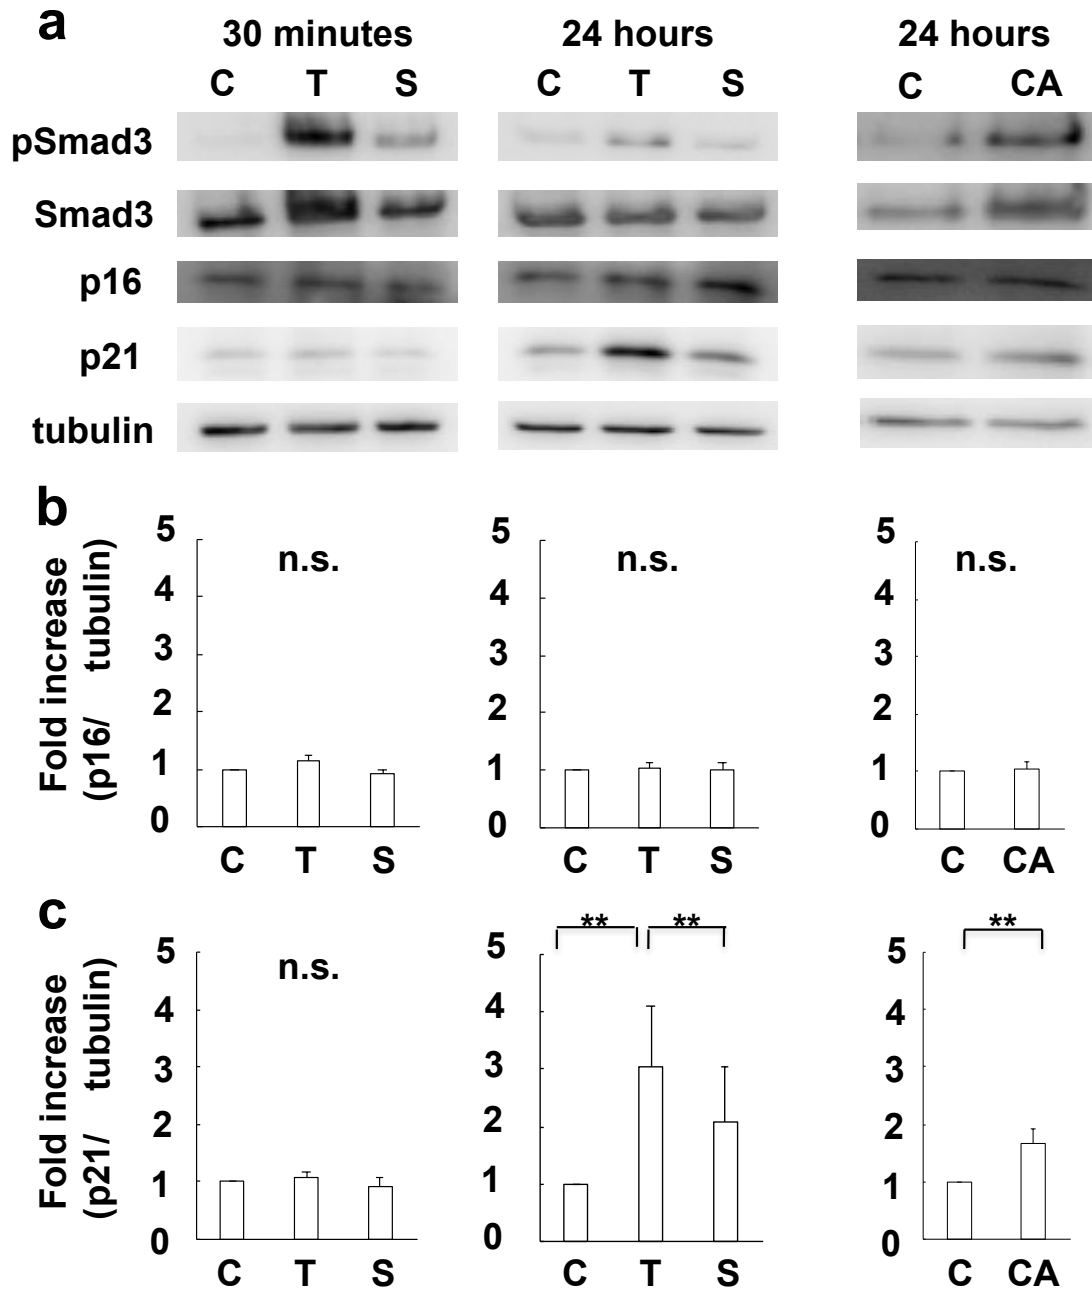 a
30 minutes 24 hours 24 hours
C T S C T S C CA
pSmad3
Smad3
p16
p21
tubulin
b
Fold increase
(p16/ tubulin)
5 4 3 2 1 0
n.s.
C T S
5 4 3 2 1 0
n.s.
C T S
5 4 3 2 1 0
n.s.
C CA
c
Fold increase
(p21/ tubulin)
5 4 3 2 1 0
n.s.
C T S
** **
5 4 3 2 1 0
C T S
**
5 4 3 2 1 0
C CA